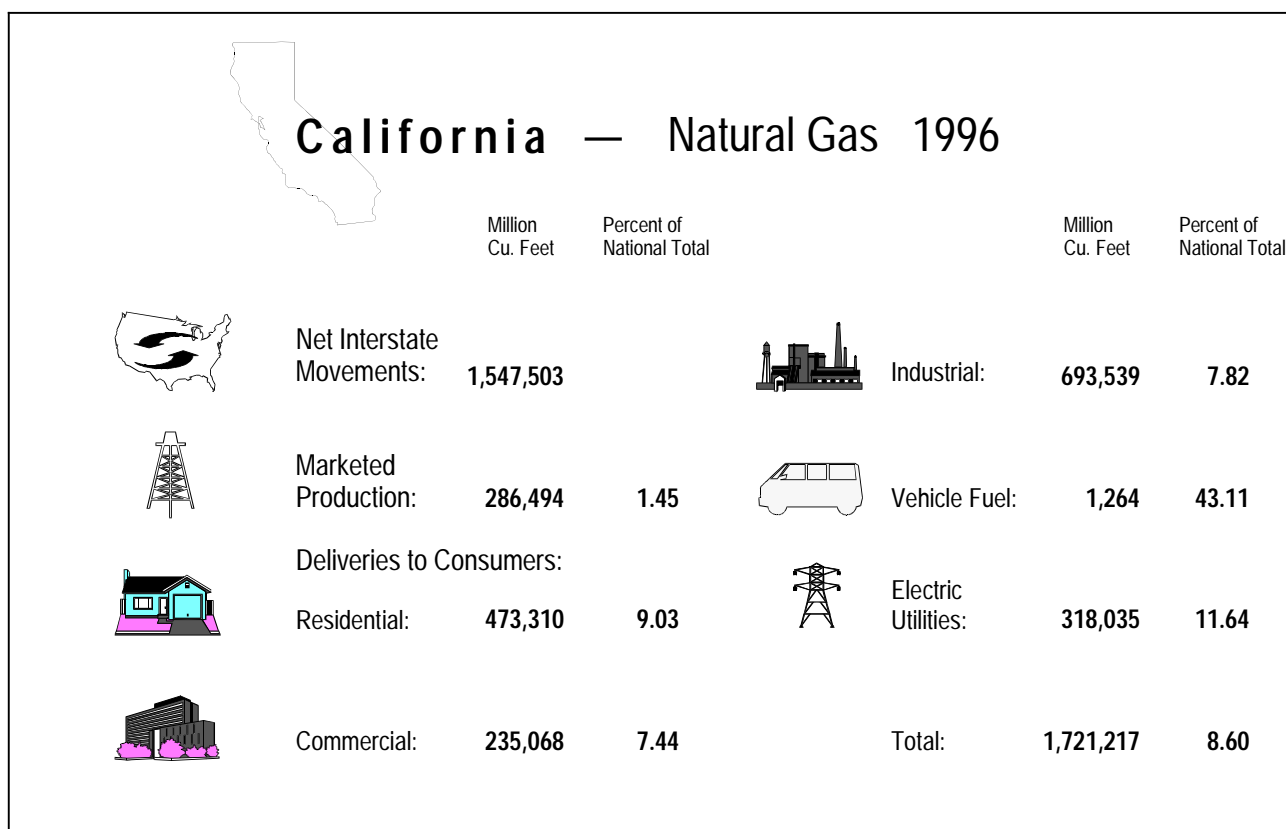 California — Natural Gas 1996
Million
Cu. Feet
Percent of
National Total
Million
Cu. Feet
Percent of
National Total
Net Interstate
Movements: 1,547,503
Industrial: 693,539 7.82
Marketed
Production: 286,494 1.45
Vehicle Fuel: 1,264 43.11
Deliveries to Consumers:
Residential: 473,310 9.03
Electric
Utilities: 318,035 11.64
Commercial: 235,068 7.44
Total: 1,721,217 8.60